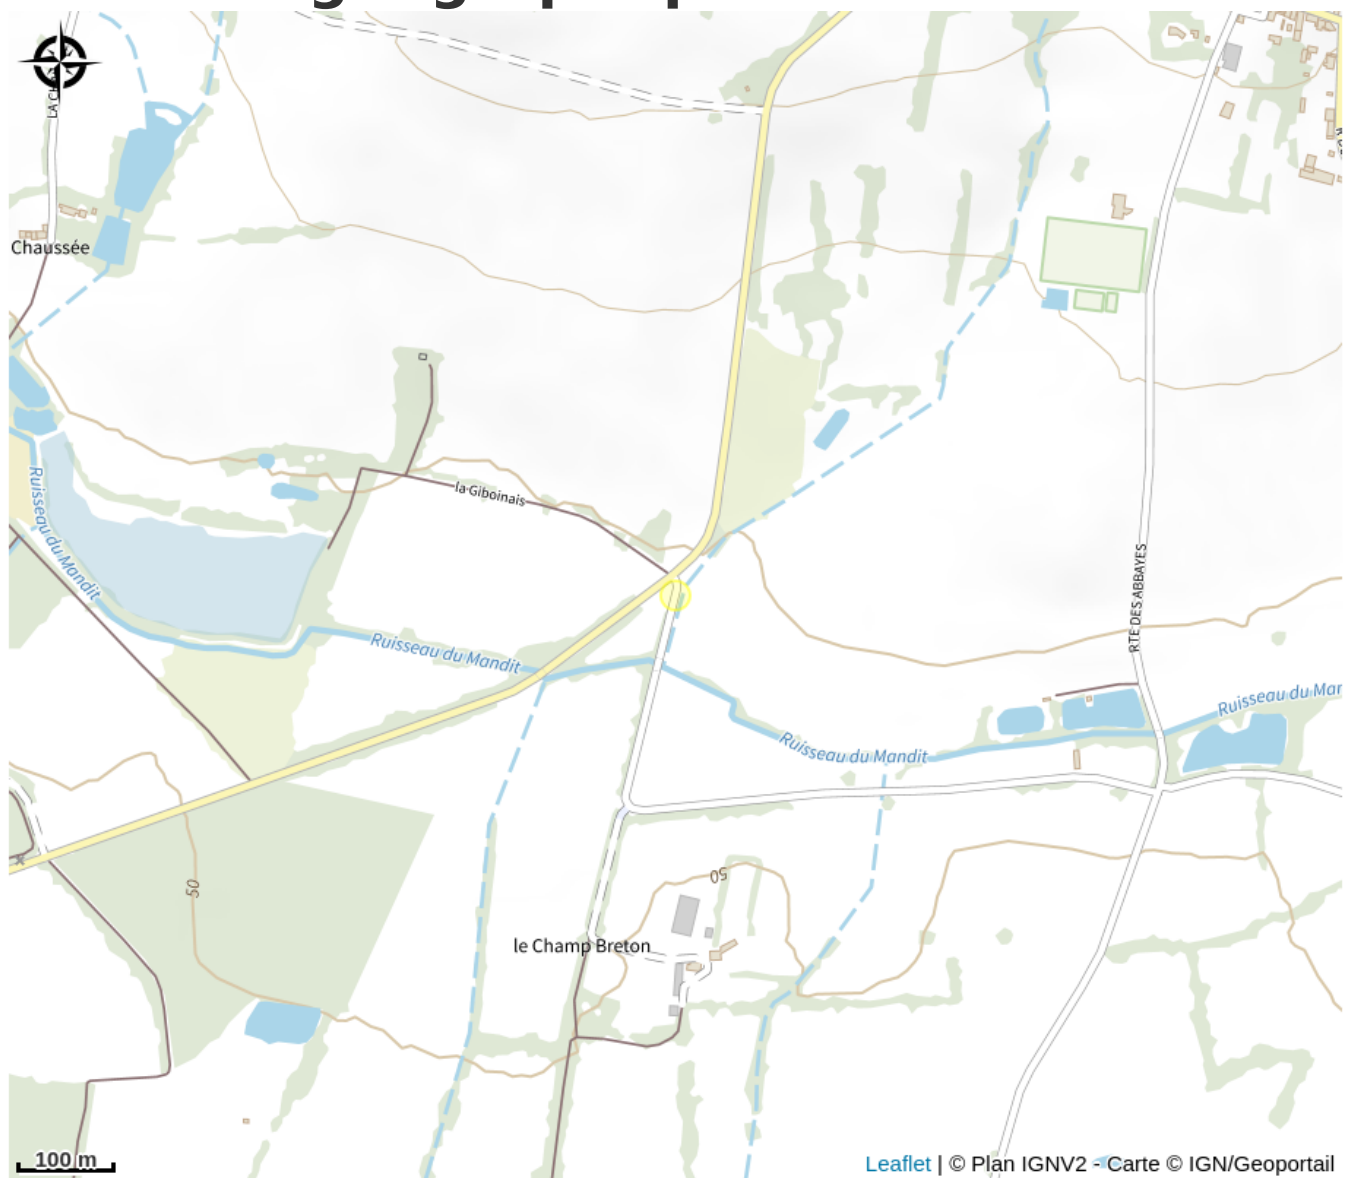 Chaussée
la Giboinais
Ruisseau du Mandit
Ruisseau du Mandit
Ruisseau du Mandit
Ruisseau du Mar
RTE DES ABBAYES
50
50
le Champ Breton
100 m
Leaflet | © Plan IGNV2 - Carte © IGN/Geoportail